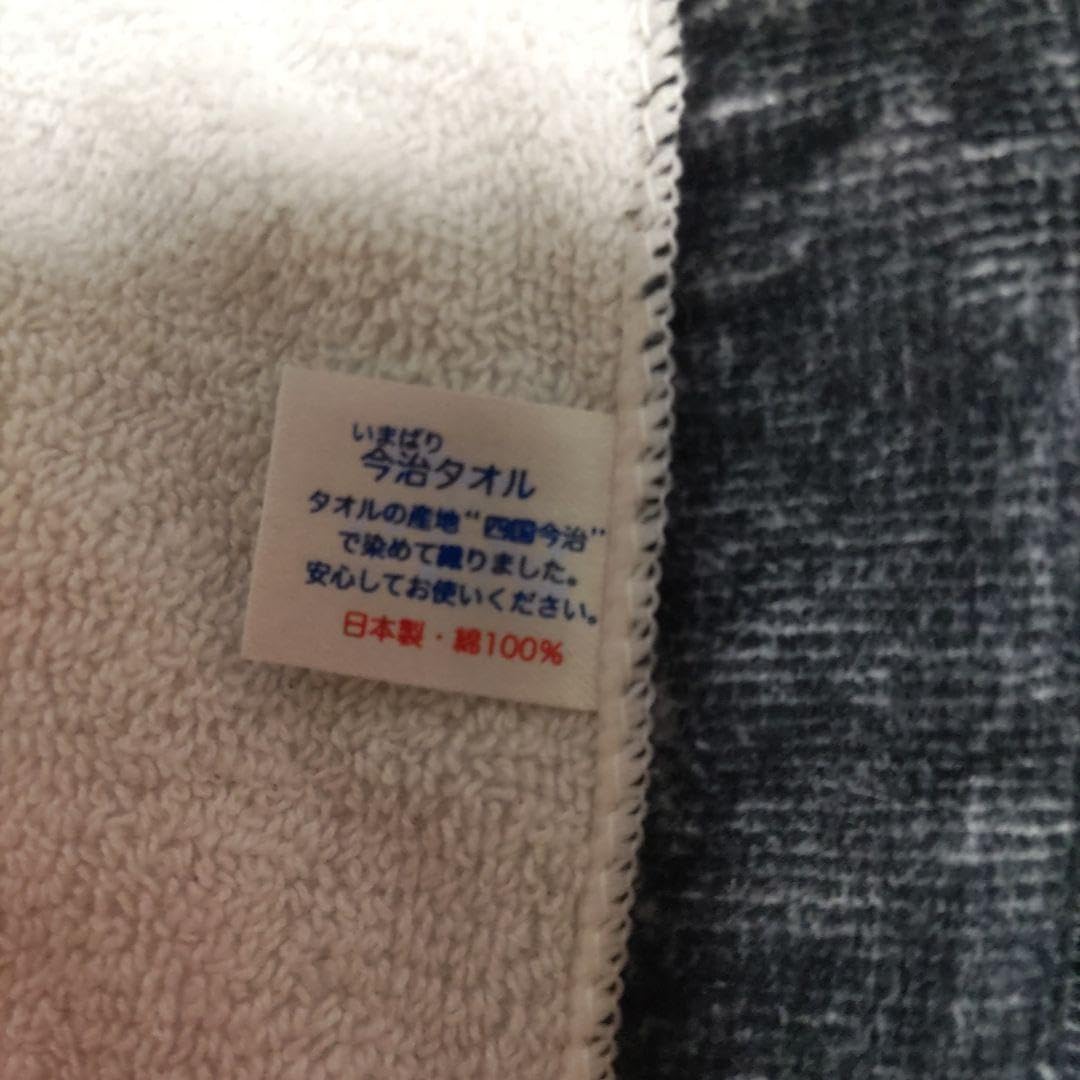 いまばり
今治タオル
タオルの産地“四国今治”
で染めて織りました。
安心してお使いください。
日本製・綿100%